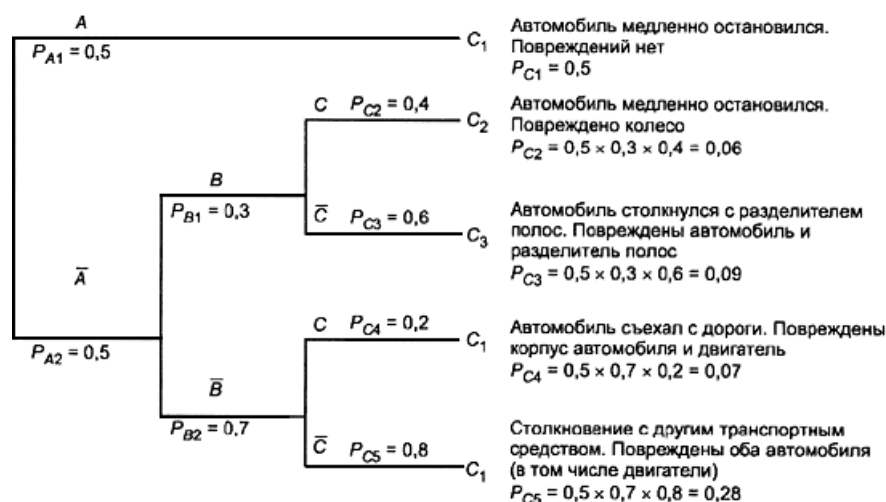 A
P_A1 = 0,5
C₁
Автомобиль медленно остановился.
Повреждений нет
P_C1 = 0,5
C P_C2 = 0,4
C₂
Автомобиль медленно остановился.
Повреждено колесо
P_C2 = 0,5 × 0,3 × 0,4 = 0,06
B
P_B1 = 0,3
C̅ P_C3 = 0,6
C₃
Автомобиль столкнулся с разделителем
полос. Повреждены автомобиль и
разделитель полос
P_C3 = 0,5 × 0,3 × 0,6 = 0,09
A̅
P_A2 = 0,5
C P_C4 = 0,2
C₁
Автомобиль съехал с дороги. Повреждены
корпус автомобиля и двигатель
P_C4 = 0,5 × 0,7 × 0,2 = 0,07
B̅
P_B2 = 0,7
C̅ P_C5 = 0,8
C₁
Столкновение с другим транспортным
средством. Повреждены оба автомобиля
(в том числе двигатели)
P_C5 = 0,5 × 0,7 × 0,8 = 0,28